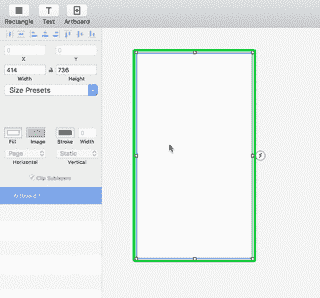 Rectangle Text Artboard
0 0
X Y
414 736
Width Height
Size Presets
0
Fill Image Stroke Width
Page Static
Horizontal Vertical
Clip Sublayers
Artboard 1